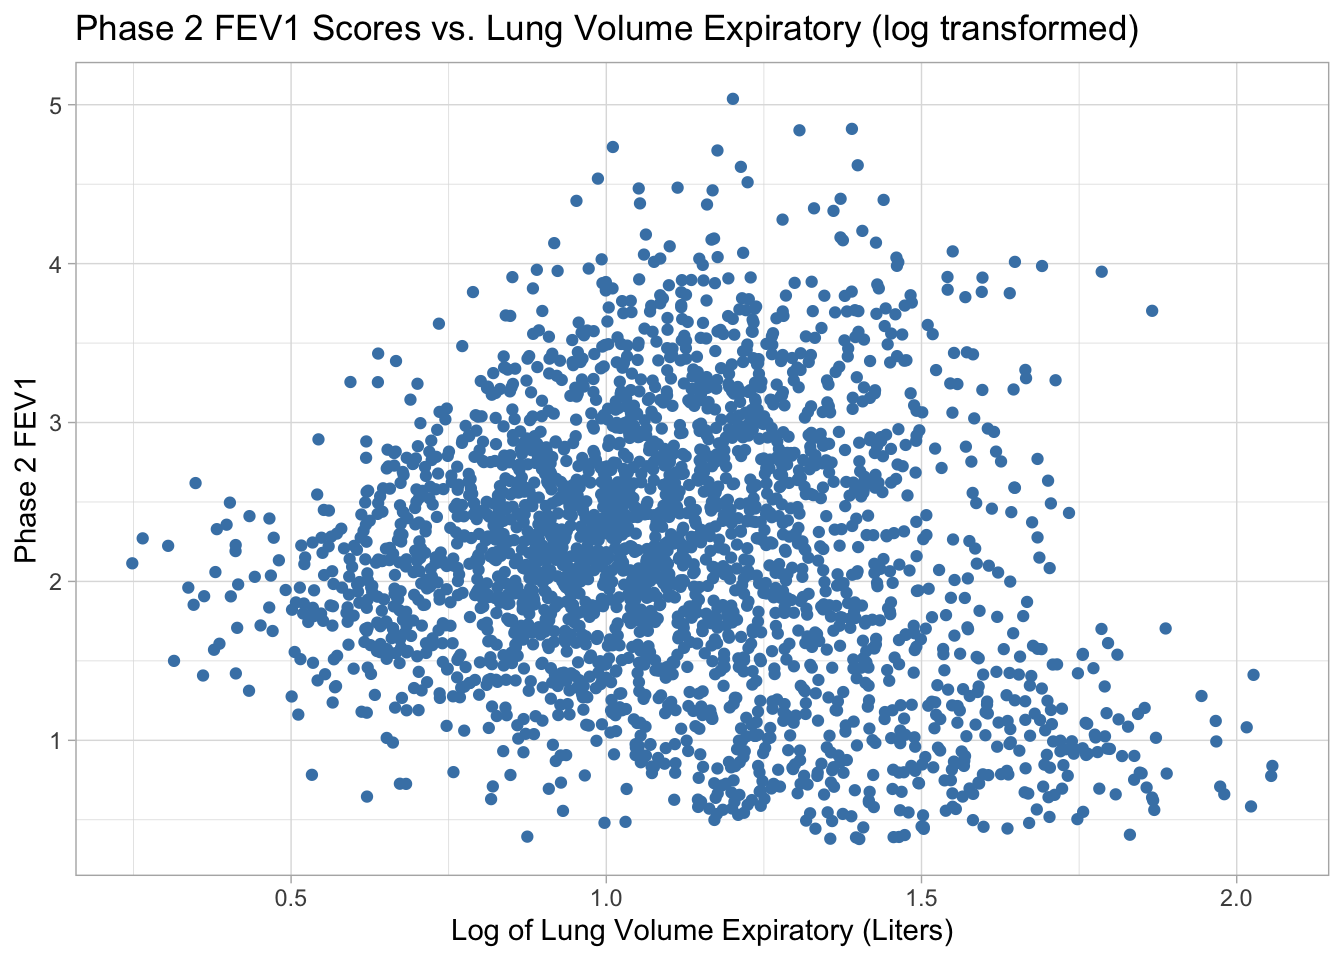 Phase 2 FEV1 Scores vs. Lung Volume Expiratory (log transformed)
5
4
3
2
1
Phase 2 FEV1
0.5 1.0 1.5 2.0
Log of Lung Volume Expiratory (Liters)